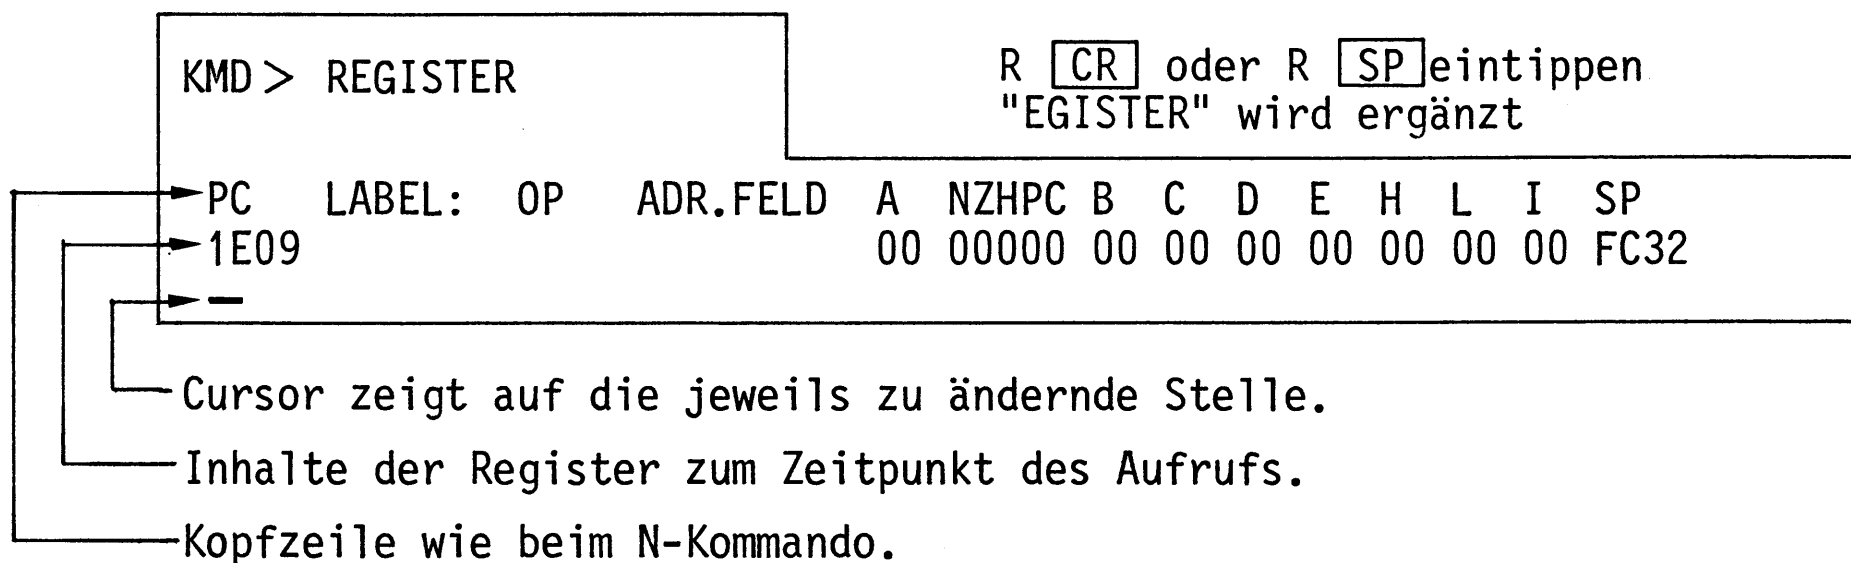 KMD > REGISTER
R CR oder R SP eintippen
"EGISTER" wird ergänzt
PC LABEL: OP ADR.FELD A NZHPC B C D E H L I SP
1E09 00 00000 00 00 00 00 00 00 00 FC32
Cursor zeigt auf die jeweils zu ändernde Stelle.
Inhalte der Register zum Zeitpunkt des Aufrufs.
Kopfzeile wie beim N-Kommando.